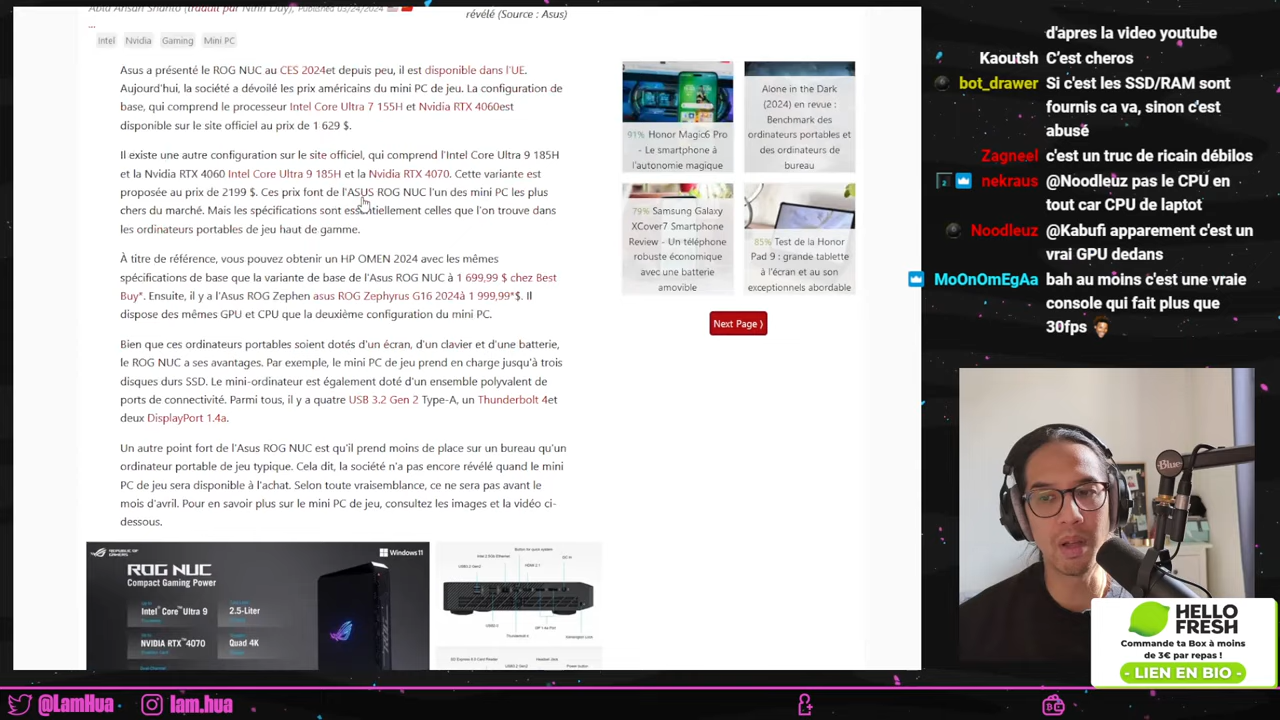 Abid Ahsan Shanto (traduit par Ninh Duy), Published 03/24/2024
révélé (Source : Asus)
...
Intel
Nvidia
Gaming
Mini PC
Asus a présenté le ROG NUC au CES 2024et depuis peu, il est disponible dans l'UE.
Aujourd'hui, la société a dévoilé les prix américains du mini PC de jeu. La configuration de
base, qui comprend le processeur Intel Core Ultra 7 155H et Nvidia RTX 4060est
disponible sur le site officiel au prix de 1 629 $.
Il existe une autre configuration sur le site officiel, qui comprend l'Intel Core Ultra 9 185H
et la Nvidia RTX 4060 Intel Core Ultra 9 185H et la Nvidia RTX 4070. Cette variante est
proposée au prix de 2199 $. Ces prix font de l'ASUS ROG NUC l'un des mini PC les plus
chers du marché. Mais les spécifications sont essentiellement celles que l'on trouve dans
les ordinateurs portables de jeu haut de gamme.
À titre de référence, vous pouvez obtenir un HP OMEN 2024 avec les mêmes
spécifications de base que la variante de base de l'Asus ROG NUC à 1 699,99 $ chez Best
Buy*. Ensuite, il y a l'Asus ROG Zephen asus ROG Zephyrus G16 2024à 1 999,99*$. Il
dispose des mêmes GPU et CPU que la deuxième configuration du mini PC.
Bien que ces ordinateurs portables soient dotés d'un écran, d'un clavier et d'une batterie,
le ROG NUC a ses avantages. Par exemple, le mini PC de jeu prend en charge jusqu'à trois
disques durs SSD. Le mini-ordinateur est également doté d'un ensemble polyvalent de
ports de connectivité. Parmi tous, il y a quatre USB 3.2 Gen 2 Type-A, un Thunderbolt 4et
deux DisplayPort 1.4a.
Un autre point fort de l'Asus ROG NUC est qu'il prend moins de place sur un bureau qu'un
ordinateur portable de jeu typique. Cela dit, la société n'a pas encore révélé quand le mini
PC de jeu sera disponible à l'achat. Selon toute vraisemblance, ce ne sera pas avant le
mois d'avril. Pour en savoir plus sur le mini PC de jeu, consultez les images et la vidéo ci-
dessous.
REPUBLIC OF
GAMERS
Windows 11
ROG NUC
Compact Gaming Power
Intel Core Ultra 9
2.5-Liter
NVIDIA RTX 4070
Quad 4K
91% Honor Magic6 Pro
- Le smartphone à
l'autonomie magique
Alone in the Dark
(2024) en revue :
Benchmark des
ordinateurs portables et
des ordinateurs de
bureau
79% Samsung Galaxy
XCover7 Smartphone
Review - Un téléphone
robuste économique
avec une batterie
amovible
85% Test de la Honor
Pad 9 : grande tablette
à l'écran et au son
exceptionnels abordable
Next Page ⟩
d'apres la video youtube
Kaoutsh C'est cheros
bot_drawer Si c'est les SSD/RAM sont
fournis ca va, sinon c'est
abusé
Zagneel c'est un truc de ricain débilos
2 nekraus @Noodleuz pas le CPU en
tout car CPU de laptot
Noodleuz @Kabufi apparement c'est un
vrai GPU dedans
MoOnOmEgAa bah au moins c'est une vraie
console qui fait plus que
30fps
Blue
HELLO
FRESH
Commande ta Box à moins
de 3€ par repas !
- LIEN EN BIO -
@LamHua
lam.hua